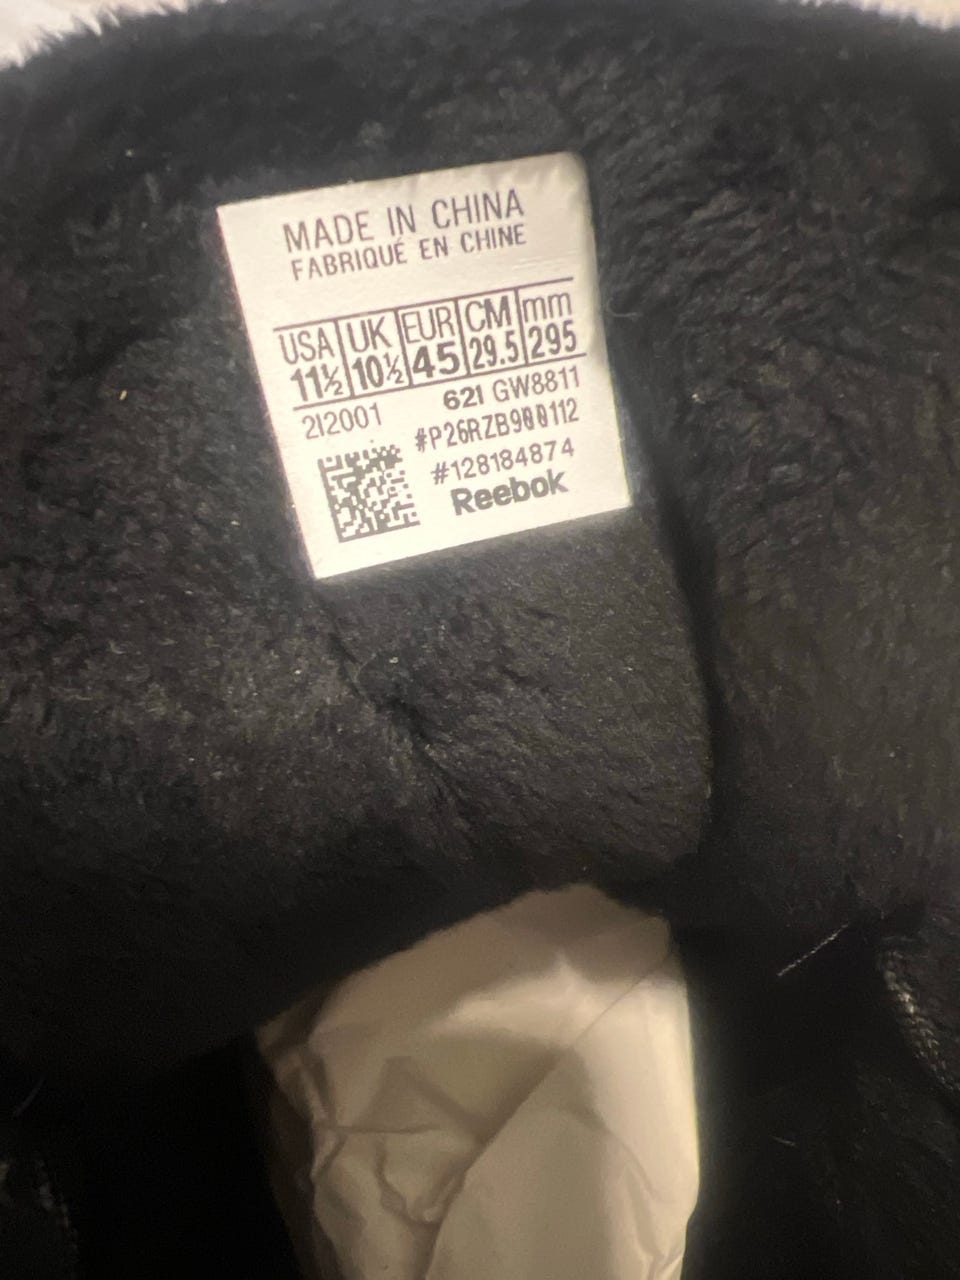 MADE IN CHINA
FABRIQUÉ EN CHINE
USA UK EUR CM mm
11½ 10½ 45 29.5 295
212001 621 GW8811
#P26RZB900112
#128184874
Reebok